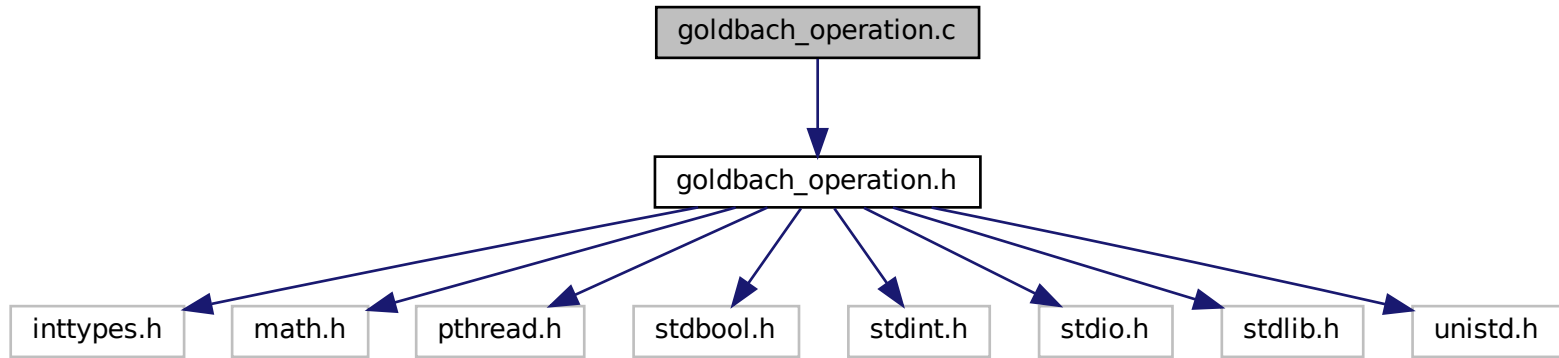 goldbach_operation.c
goldbach_operation.h
inttypes.h
math.h
pthread.h
stdbool.h
stdint.h
stdio.h
stdlib.h
unistd.h